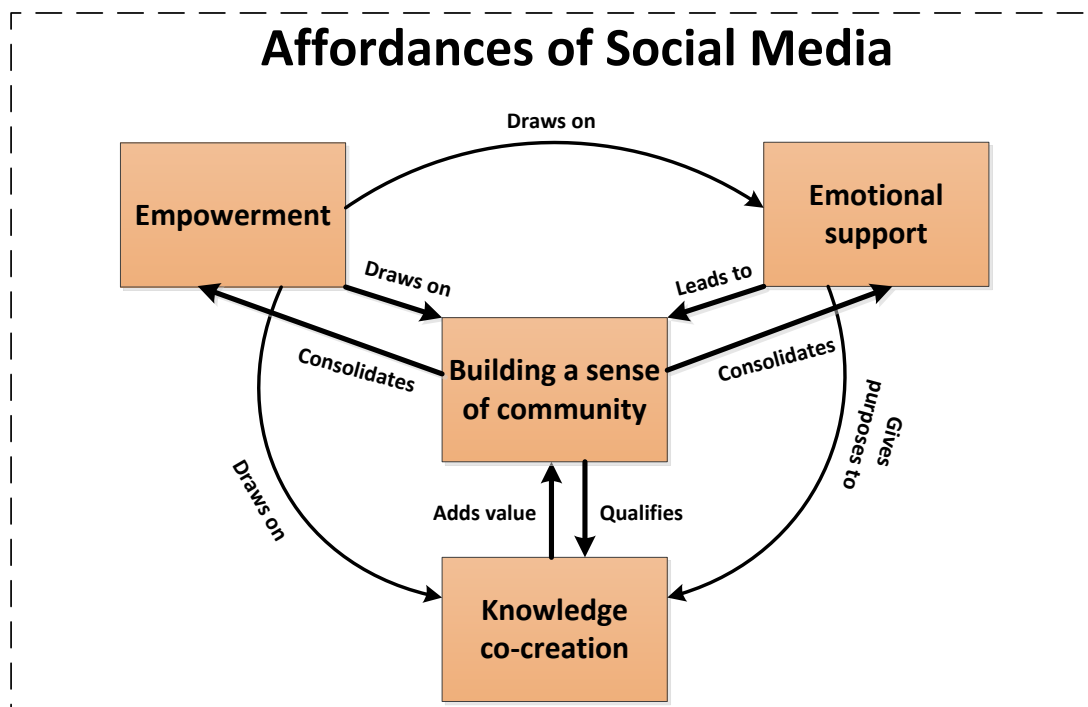 Affordances of Social Media
Draws on
Empowerment
Emotional
support
Draws on
Leads to
Consolidates
Building a sense
of community
Consolidates
Gives
purposes to
Draws on
Adds value
Qualifies
Knowledge
co-creation